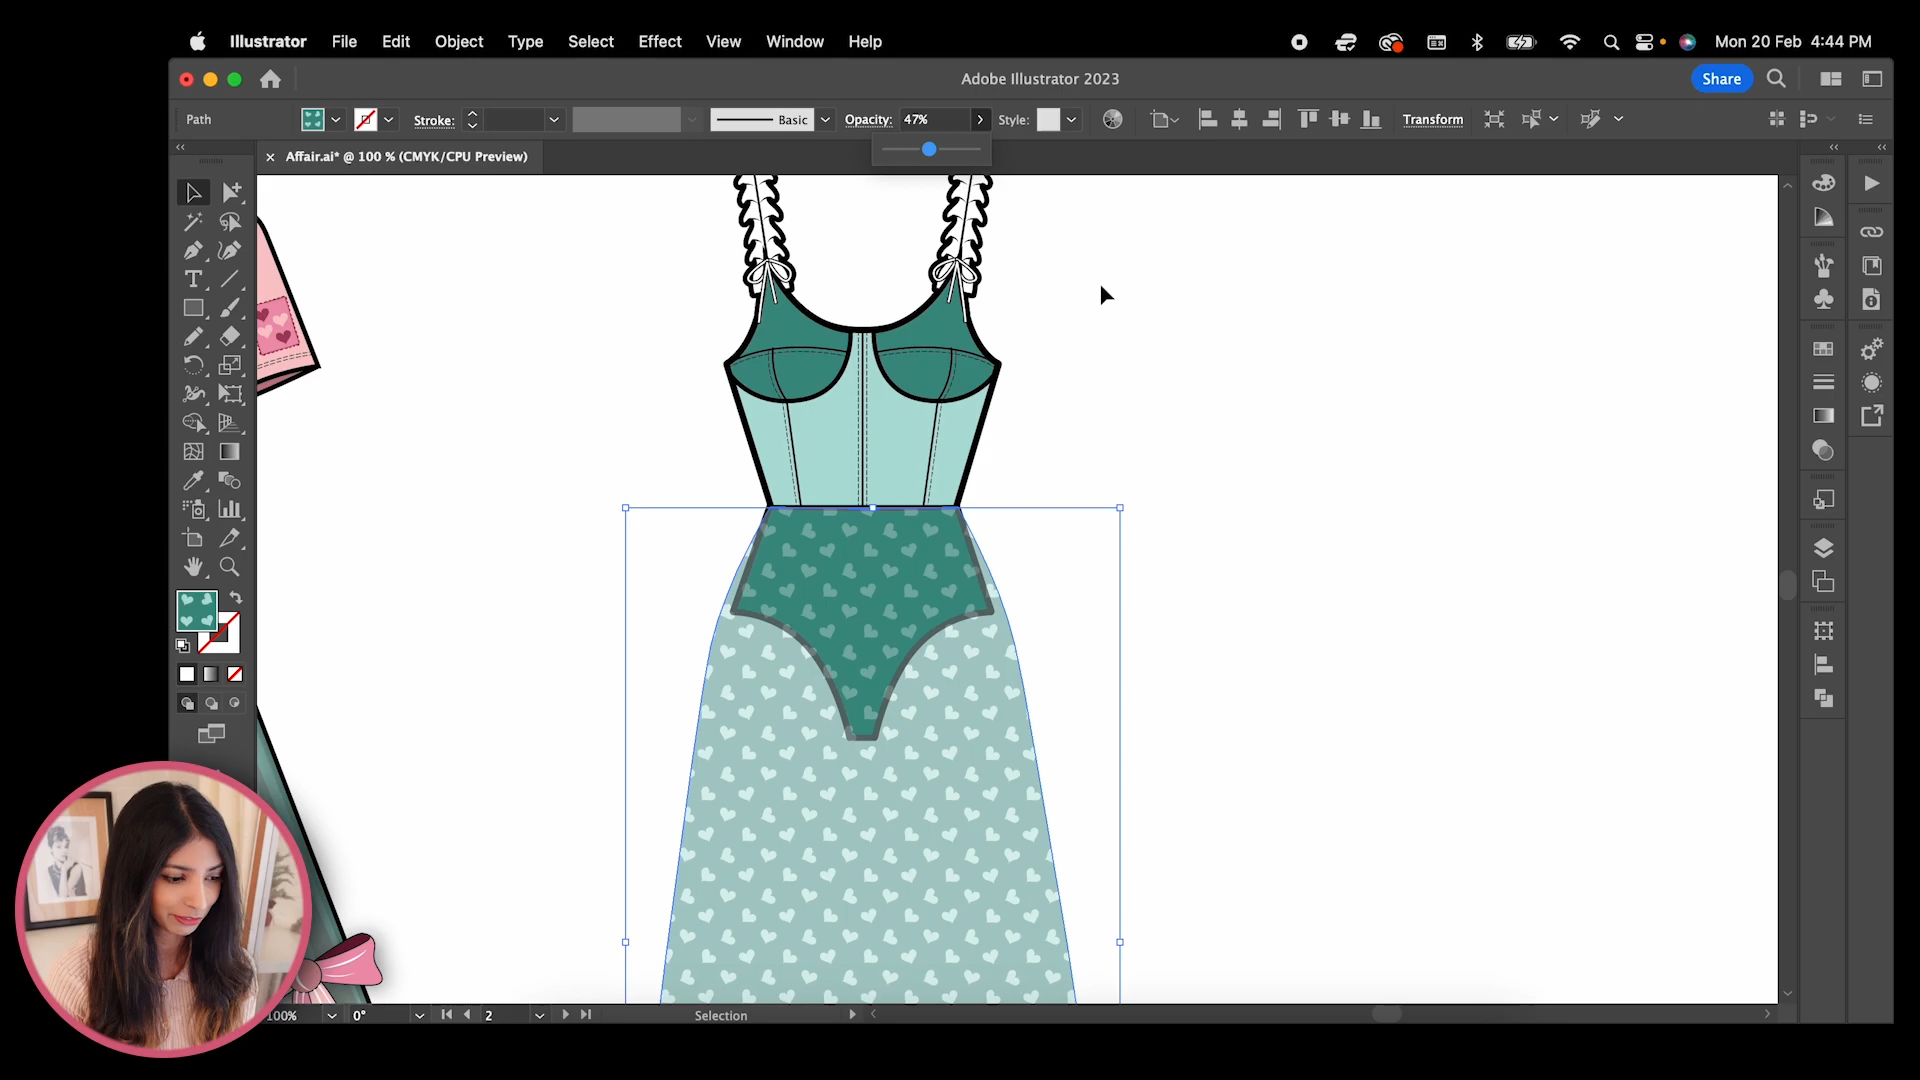 Illustrator File Edit Object Type Select Effect View Window Help Mon 20 Feb 4:44 PM
Adobe Illustrator 2023 Share
Path Stroke: Basic Opacity: 47% Style: Transform
× Affair.ai* @ 100 % (CMYK/CPU Preview)
100% 0° 2 Selection